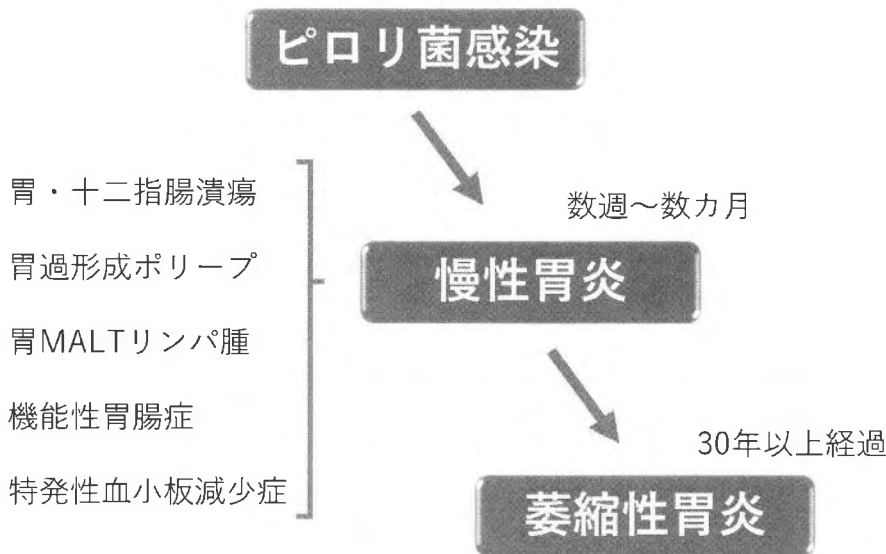 ピロリ菌感染
数週～数カ月
慢性胃炎
胃・十二指腸潰瘍
胃過形成ポリープ
胃MALTリンパ腫
機能性胃腸症
特発性血小板減少症
30年以上経過
萎縮性胃炎